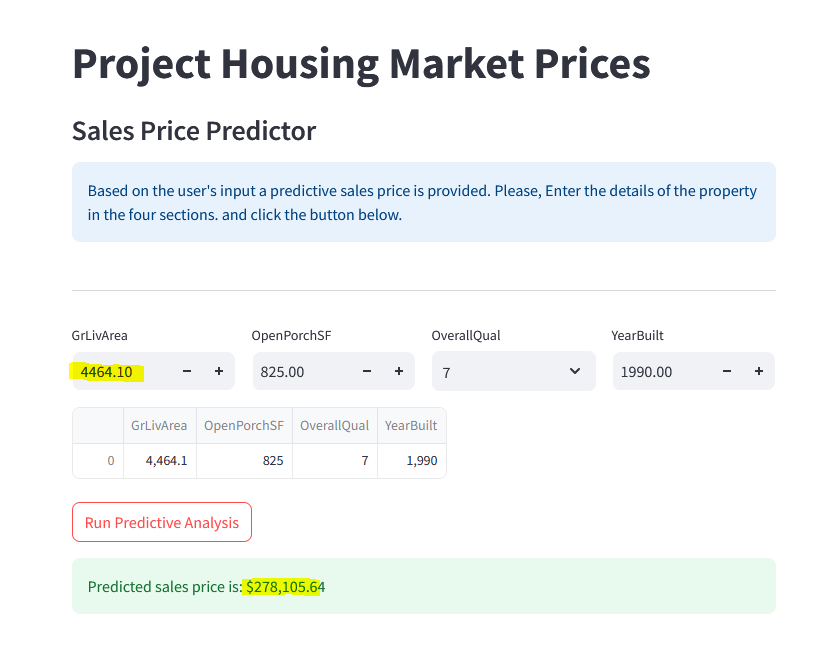 Project Housing Market Prices
Sales Price Predictor
Based on the user's input a predictive sales price is provided. Please, Enter the details of the property
in the four sections. and click the button below.
GrLivArea OpenPorchSF OverallQual YearBuilt
4464.10 − + 825.00 − + 7 1990.00 − +
GrLivArea OpenPorchSF OverallQual YearBuilt
0 4,464.1 825 7 1,990
Run Predictive Analysis
Predicted sales price is: $278,105.64